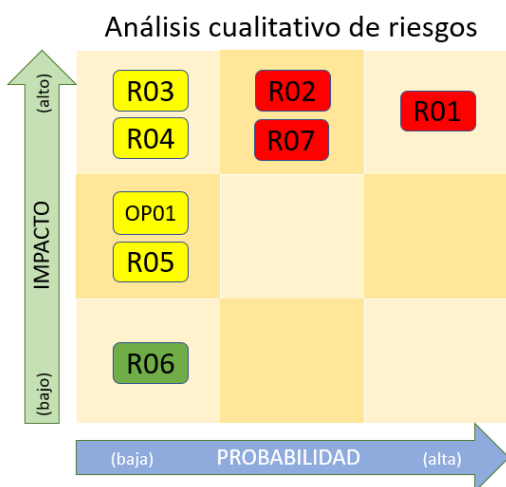 Análisis cualitativo de riesgos
(alto)
IMPACTO
(bajo)
R03
R02
R01
R04
R07
OP01
R05
R06
(baja)
PROBABILIDAD
(alta)